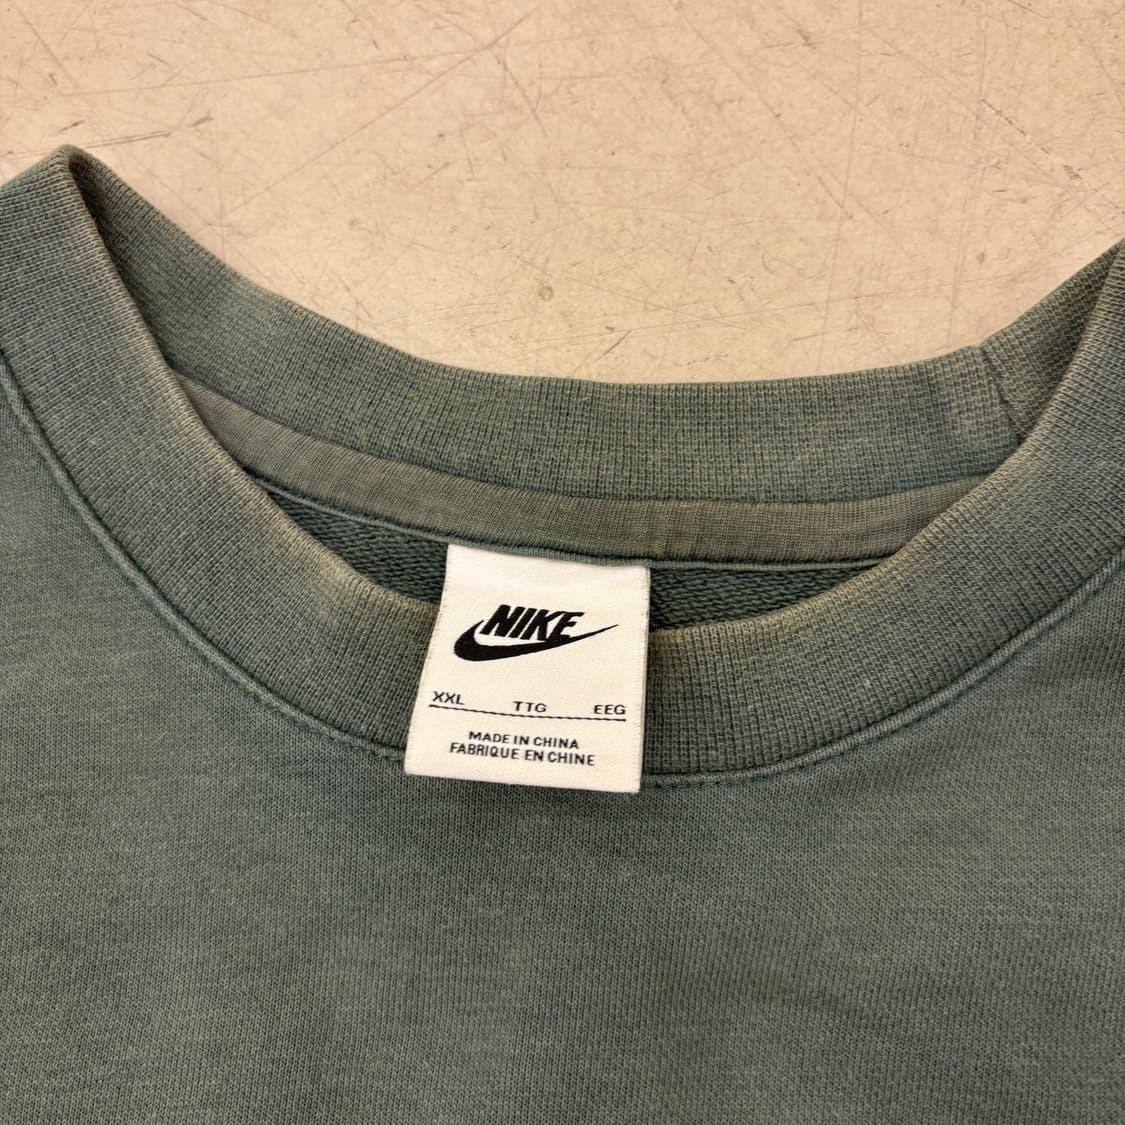 NIKE
XXL TTG EEG
MADE IN CHINA
FABRIQUE EN CHINE